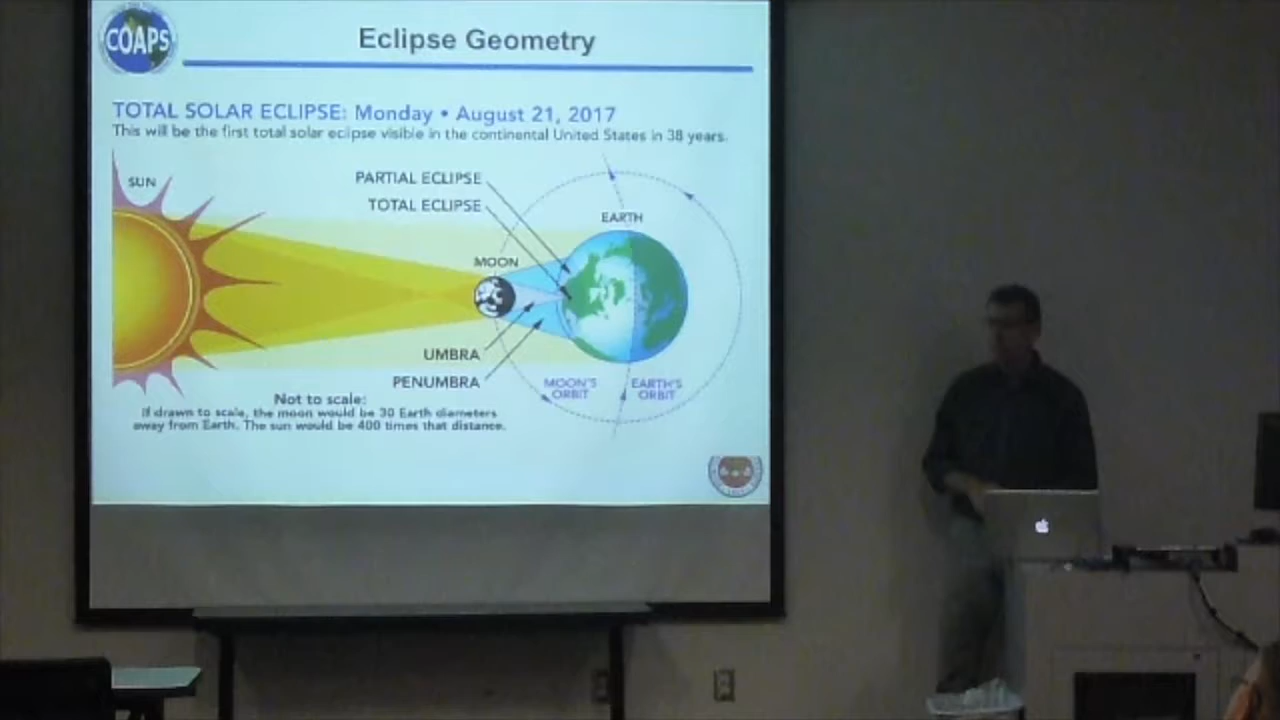 COAPS
Eclipse Geometry
TOTAL SOLAR ECLIPSE: Monday • August 21, 2017
This will be the first total solar eclipse visible in the continental United States in 38 years.
SUN
PARTIAL ECLIPSE
TOTAL ECLIPSE
EARTH
MOON
UMBRA
PENUMBRA
MOON'S
ORBIT
EARTH'S
ORBIT
Not to scale:
If drawn to scale, the moon would be 30 Earth diameters
away from Earth. The sun would be 400 times that distance.